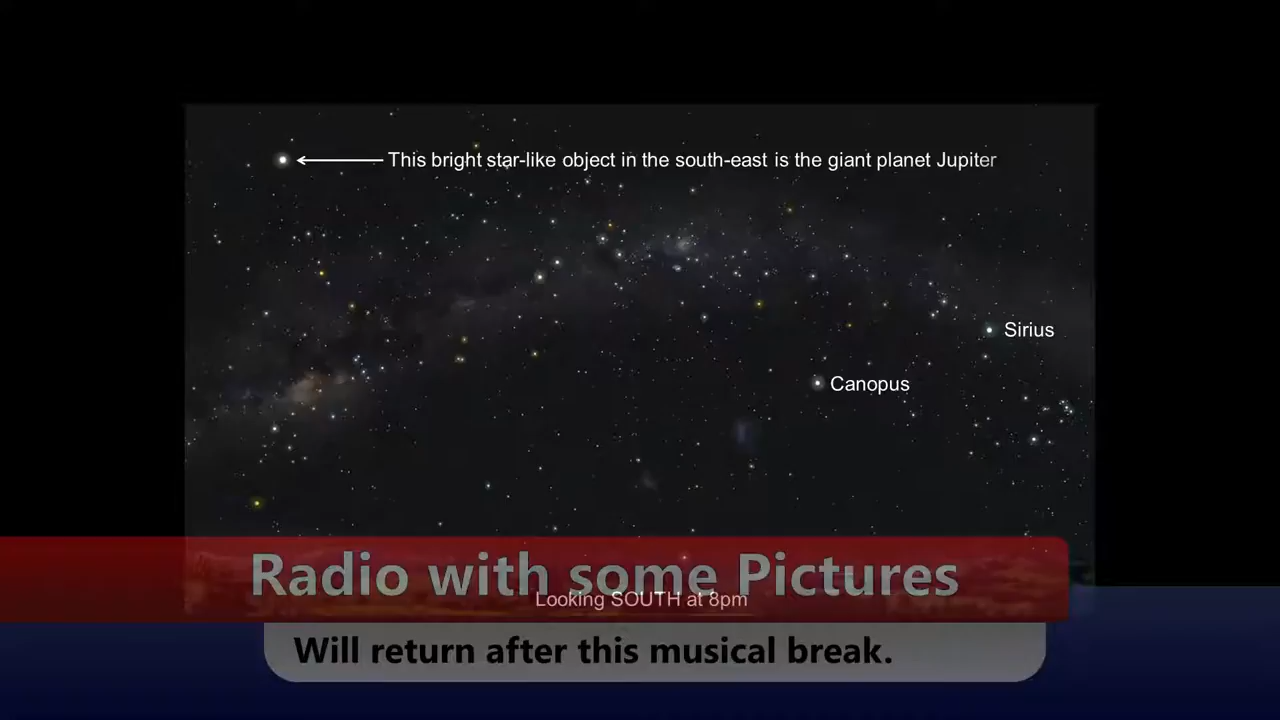 This bright star-like object in the south-east is the giant planet Jupiter
Sirius
Canopus
Radio with some Pictures
Looking SOUTH at 8pm
Will return after this musical break.